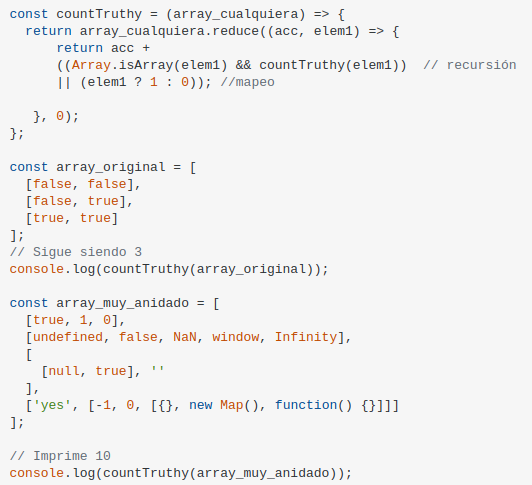 const countTruthy = (array_cualquiera) => {
  return array_cualquiera.reduce((acc, elem1) => {
      return acc +
      ((Array.isArray(elem1) && countTruthy(elem1))  // recursión
      || (elem1 ? 1 : 0)); //mapeo

   }, 0);
};

const array_original = [
  [false, false],
  [false, true],
  [true, true]
];
// Sigue siendo 3
console.log(countTruthy(array_original));

const array_muy_anidado = [
  [true, 1, 0],
  [undefined, false, NaN, window, Infinity],
  [
    [null, true], ''
  ],
  ['yes', [-1, 0, [{}, new Map(), function() {}]]]
];

// Imprime 10
console.log(countTruthy(array_muy_anidado));